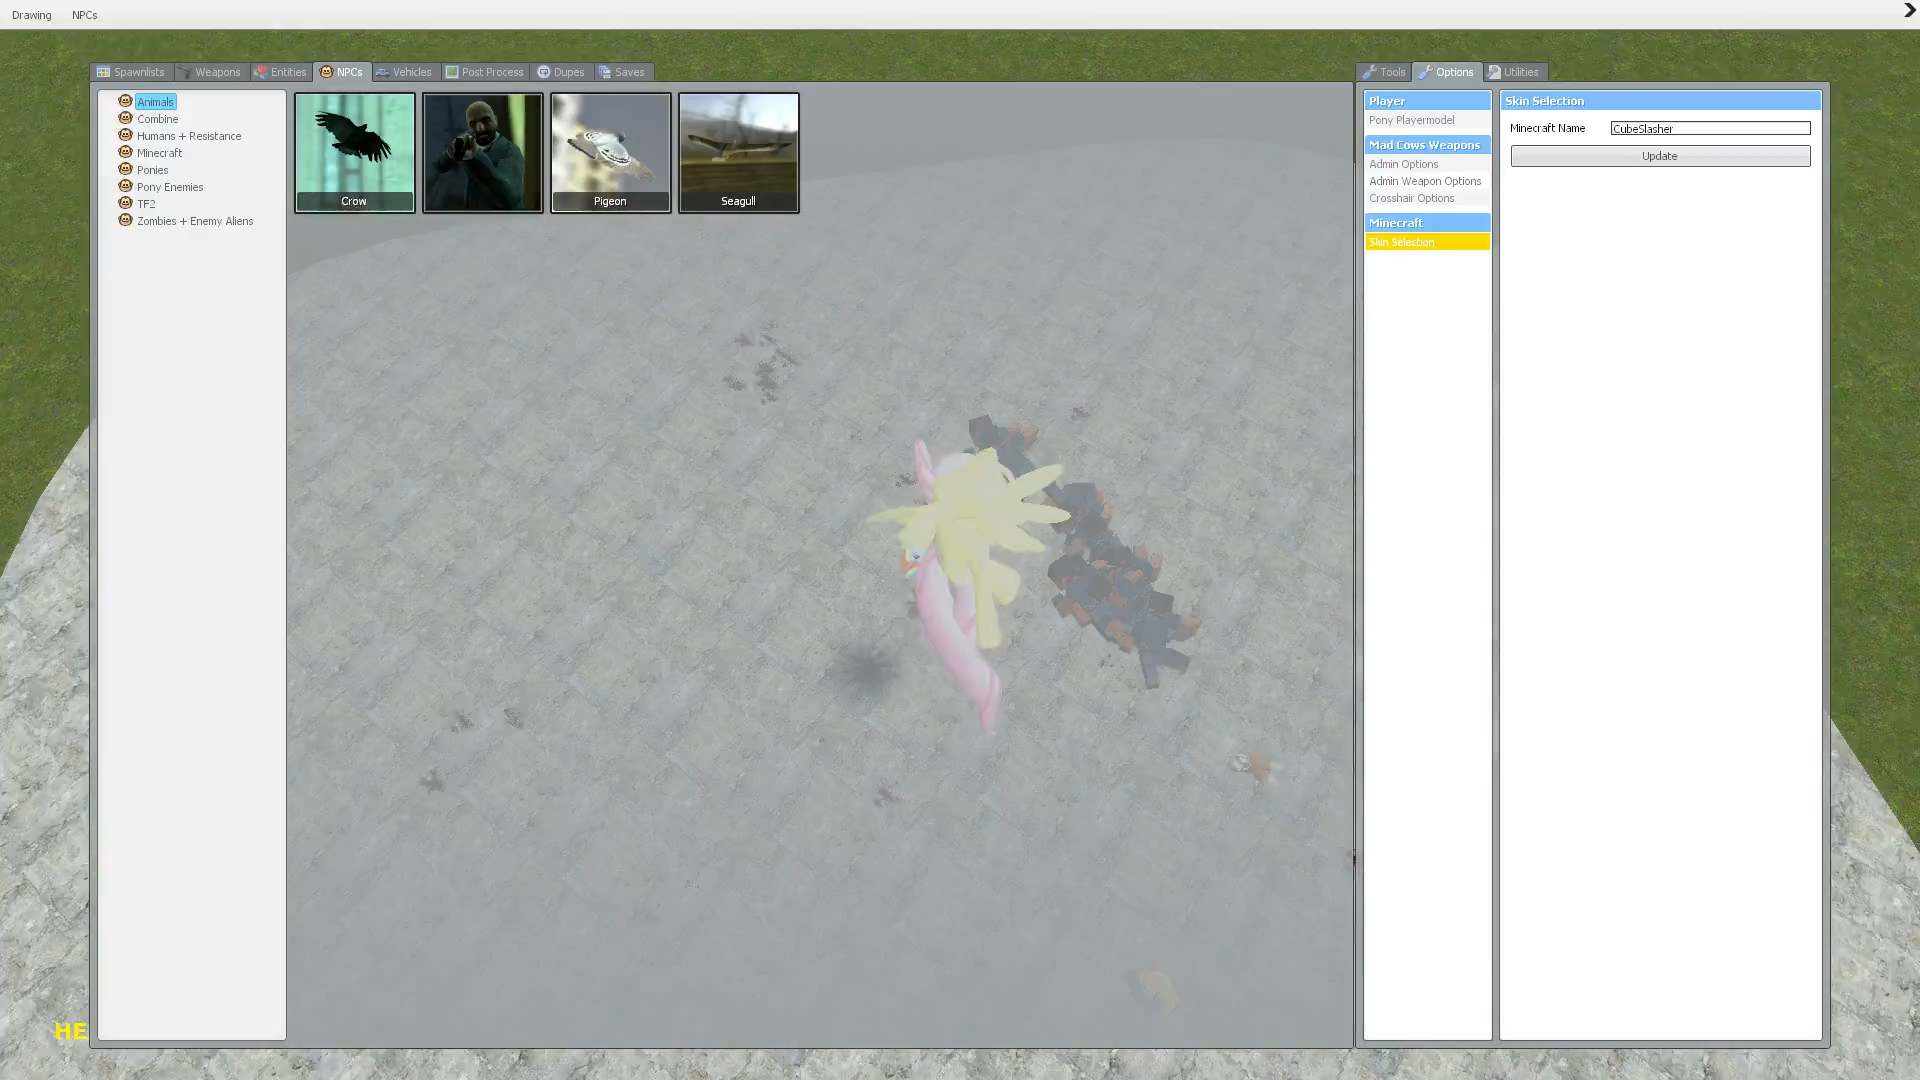 Drawing NPCs
Spawnlists Weapons Entities NPCs Vehicles Post Process Dupes Saves
Tools Options Utilities
Animals
Combine
Humans + Resistance
Minecraft
Ponies
Pony Enemies
TF2
Zombies + Enemy Aliens
Crow
Pigeon
Seagull
Player
Pony Playermodel
Mad Cows Weapons
Admin Options
Admin Weapon Options
Crosshair Options
Minecraft
Skin Selection
Skin Selection
Minecraft Name CubeSlasher
Update
HE